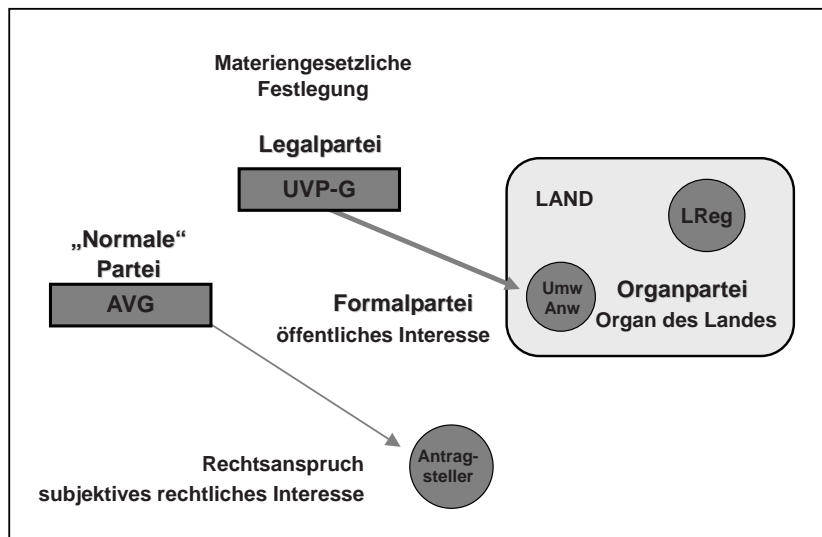 Materiengesetzliche
Festlegung
Legalpartei
UVP-G
LAND
LReg
„Normale“
Partei
AVG
Umw
Anw
Organpartei
Organ des Landes
Formalpartei
öffentliches Interesse
Antrag-
steller
Rechtsanspruch
subjektives rechtliches Interesse